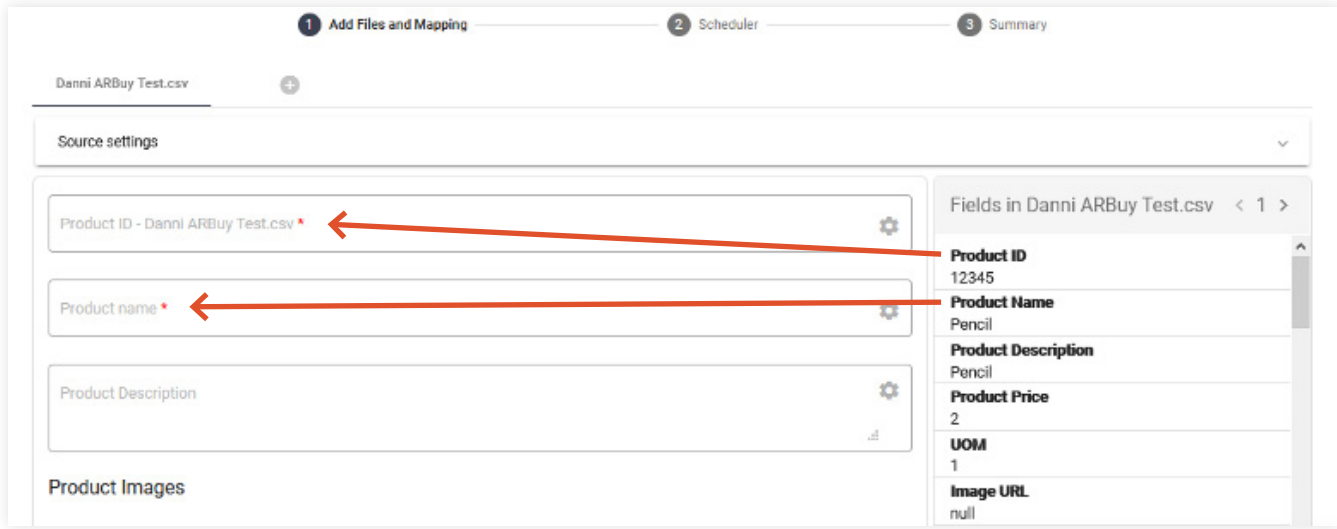 1 Add Files and Mapping 2 Scheduler 3 Summary
Danni ARBuy Test.csv
Source settings
Product ID - Danni ARBuy Test.csv *
Product name *
Product Description
Product Images
Fields in Danni ARBuy Test.csv < 1 >
Product ID
12345
Product Name
Pencil
Product Description
Pencil
Product Price
2
UOM
1
Image URL
null